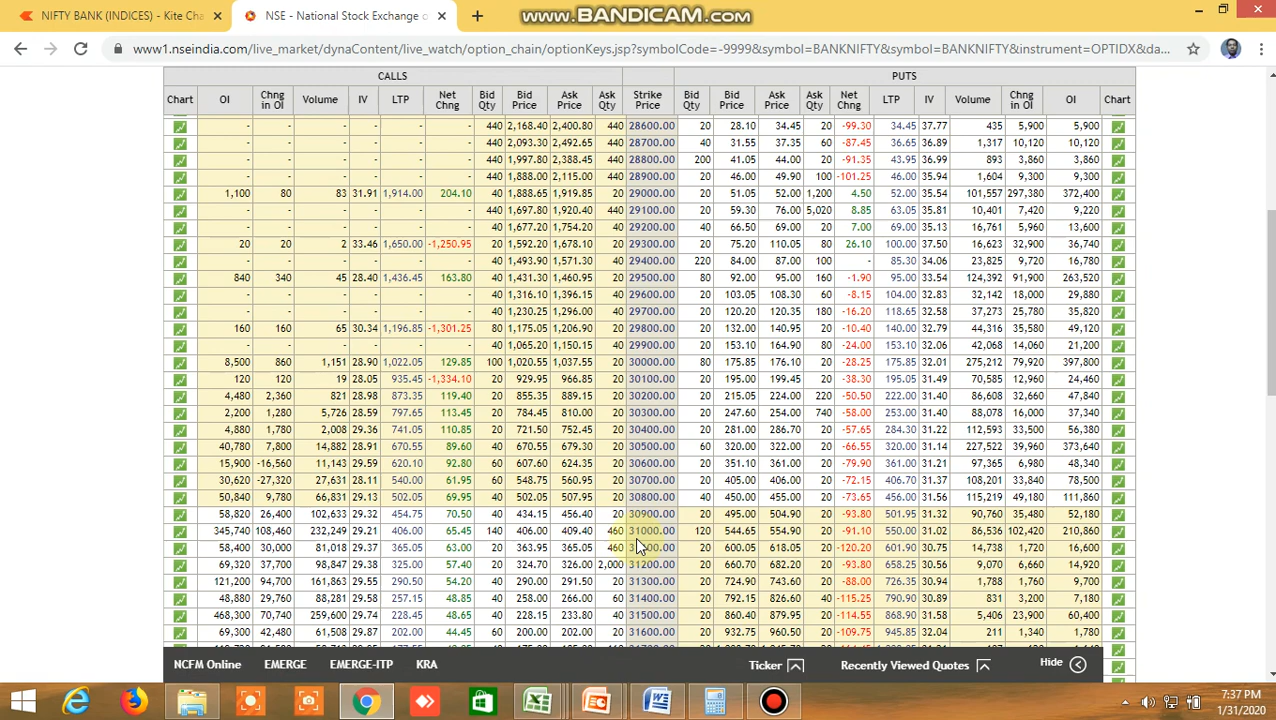 NIFTY BANK (INDICES) - Kite Cha
NSE - National Stock Exchange o
www.BANDICAM.com
www1.nseindia.com/live_market/dynaContent/live_watch/option_chain/optionKeys.jsp?symbolCode=-9999&symbol=BANKNIFTY&symbol=BANKNIFTY&instrument=OPTIDX&da...
CALLS PUTS
Chart OI Chng in OI Volume IV LTP Net Chng Bid Qty Bid Price Ask Price Ask Qty Strike Price Bid Qty Bid Price Ask Price Ask Qty Net Chng LTP IV Volume Chng in OI OI Chart
- - - - - - 440 2,168.40 2,400.80 440 28600.00 20 28.10 34.45 20 -99.30 34.45 37.77 435 5,900 5,900
- - - - - - 440 2,093.30 2,492.65 440 28700.00 40 31.55 37.35 60 -87.45 36.65 36.89 1,317 10,120 10,120
- - - - - - 440 1,997.80 2,388.45 440 28800.00 200 41.05 44.00 20 -91.35 43.95 36.99 893 3,860 3,860
- - - - - - 440 1,888.00 2,115.00 440 28900.00 20 46.00 49.90 100 -101.25 46.00 35.94 1,604 9,300 9,300
1,100 80 83 31.91 1,914.00 204.10 40 1,888.65 1,919.85 20 29000.00 20 51.05 52.00 1,200 4.50 52.00 35.54 101,557 297,380 372,400
- - - - - - 440 1,697.80 1,920.40 440 29100.00 20 59.30 76.00 5,020 8.85 63.05 35.81 10,401 7,420 9,220
- - - - - - 40 1,677.20 1,754.20 40 29200.00 40 66.50 69.00 20 7.00 69.00 35.13 16,761 5,960 13,600
20 20 2 33.46 1,650.00 -1,250.95 20 1,592.20 1,678.10 20 29300.00 20 75.20 110.05 80 26.10 100.00 37.50 16,623 32,900 36,740
- - - - - - 40 1,493.90 1,571.30 40 29400.00 220 84.00 87.00 100 - 85.30 34.06 23,825 9,720 16,780
840 340 45 28.40 1,436.45 163.80 40 1,431.30 1,460.95 20 29500.00 80 92.00 95.00 160 -1.90 95.00 33.54 124,392 91,900 263,520
- - - - - - 40 1,316.10 1,396.15 40 29600.00 20 103.05 108.30 60 -8.15 104.00 32.83 32,142 18,000 29,880
- - - - - - 40 1,230.25 1,296.00 40 29700.00 20 120.20 120.35 180 -16.20 118.65 32.58 37,273 25,780 35,820
160 160 65 30.34 1,196.85 -1,301.25 80 1,175.05 1,206.90 20 29800.00 20 132.00 140.95 20 -10.40 140.00 32.79 44,316 35,580 49,120
- - - - - - 40 1,065.20 1,150.15 40 29900.00 20 153.10 164.90 80 -24.00 153.10 32.06 42,068 14,060 21,200
8,500 860 1,151 28.90 1,022.05 129.85 100 1,020.55 1,037.55 20 30000.00 80 175.85 176.10 20 -28.25 175.85 32.01 275,212 79,920 397,800
120 120 19 28.05 935.45 -1,334.10 20 929.95 966.85 20 30100.00 20 195.00 199.45 20 -38.30 195.05 31.49 70,585 12,960 24,460
4,480 2,360 821 28.98 873.35 119.40 20 855.35 889.15 20 30200.00 20 215.05 224.00 220 -50.50 222.00 31.40 86,608 32,660 47,840
2,200 1,280 5,726 28.59 797.65 113.45 20 784.45 810.00 20 30300.00 20 247.60 254.00 740 -58.00 253.00 31.40 88,078 16,000 37,340
4,880 1,780 2,008 29.36 741.05 110.85 20 721.50 752.45 20 30400.00 20 281.00 286.70 20 -57.65 284.30 31.22 112,593 33,500 56,380
40,780 7,800 14,882 28.91 670.55 89.60 40 670.55 679.30 20 30500.00 60 320.00 322.00 20 -66.55 320.00 31.14 227,522 39,960 373,640
15,900 -16,560 11,143 29.59 620.10 92.80 60 607.60 624.35 20 30600.00 20 351.10 361.00 20 -79.90 361.00 31.21 97,365 6,980 48,340
30,620 -27,320 27,631 28.11 540.00 61.95 60 548.75 560.95 20 30700.00 20 405.00 406.00 20 -72.15 406.70 31.37 108,201 33,840 78,500
50,840 9,780 66,831 29.13 502.05 69.95 40 502.05 507.95 20 30800.00 40 450.00 455.00 20 -73.65 456.00 31.56 115,219 49,180 111,860
58,820 26,400 102,633 29.32 454.75 70.50 40 434.15 456.40 20 30900.00 20 495.00 504.90 20 -93.80 501.95 31.32 90,760 35,220 52,180
345,740 108,460 232,249 29.21 406.00 65.45 140 406.00 409.40 460 31000.00 120 544.65 554.90 20 -91.10 550.00 31.02 86,536 102,420 210,860
58,400 30,000 81,018 29.37 365.05 63.00 20 363.95 365.05 460 20 600.05 618.05 20 -120.20 601.90 30.75 14,738 1,720 16,600
69,320 37,700 98,847 29.38 325.00 57.40 20 324.70 326.00 2,000 31200.00 20 660.70 682.20 20 -93.80 658.25 30.56 9,070 6,660 14,920
121,200 94,700 161,863 29.55 290.50 54.20 40 290.00 291.50 20 31300.00 20 724.90 743.60 20 -88.00 726.35 30.94 1,788 1,760 9,700
48,880 29,760 88,281 29.58 257.15 48.85 40 258.00 266.00 60 31400.00 20 792.15 826.60 40 -115.25 790.90 30.89 831 3,200 7,180
468,300 70,740 259,600 29.74 228.45 48.65 20 228.15 233.80 40 31500.00 20 860.40 879.95 20 -114.55 868.90 31.58 5,406 23,900 60,400
69,300 42,480 61,508 29.87 202.00 44.45 60 200.00 202.00 20 31600.00 20 932.75 960.50 20 -109.75 945.85 32.04 211 1,340 1,780
NCFM Online EMERGE EMERGE-ITP KRA Ticker Recently Viewed Quotes Hide
7:37 PM
1/31/2020